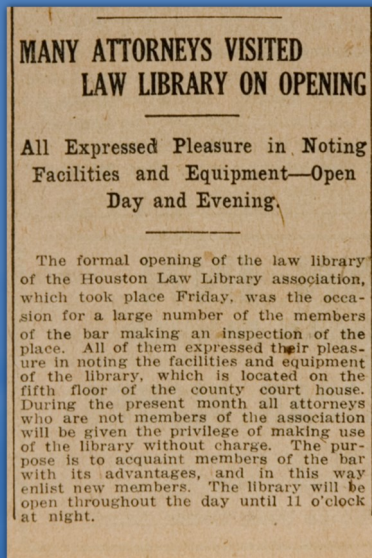 MANY ATTORNEYS VISITED
LAW LIBRARY ON OPENING
All Expressed Pleasure in Noting
Facilities and Equipment—Open
Day and Evening.
The formal opening of the law library
of the Houston Law Library association,
which took place Friday, was the occa-
sion for a large number of the members
of the bar making an inspection of the
place. All of them expressed their pleas-
ure in noting the facilities and equipment
of the library, which is located on the
fifth floor of the county court house.
During the present month all attorneys
who are not members of the association
will be given the privilege of making use
of the library without charge. The pur-
pose is to acquaint members of the bar
with its advantages, and in this way
enlist new members. The library will be
open throughout the day until 11 o'clock
at night.